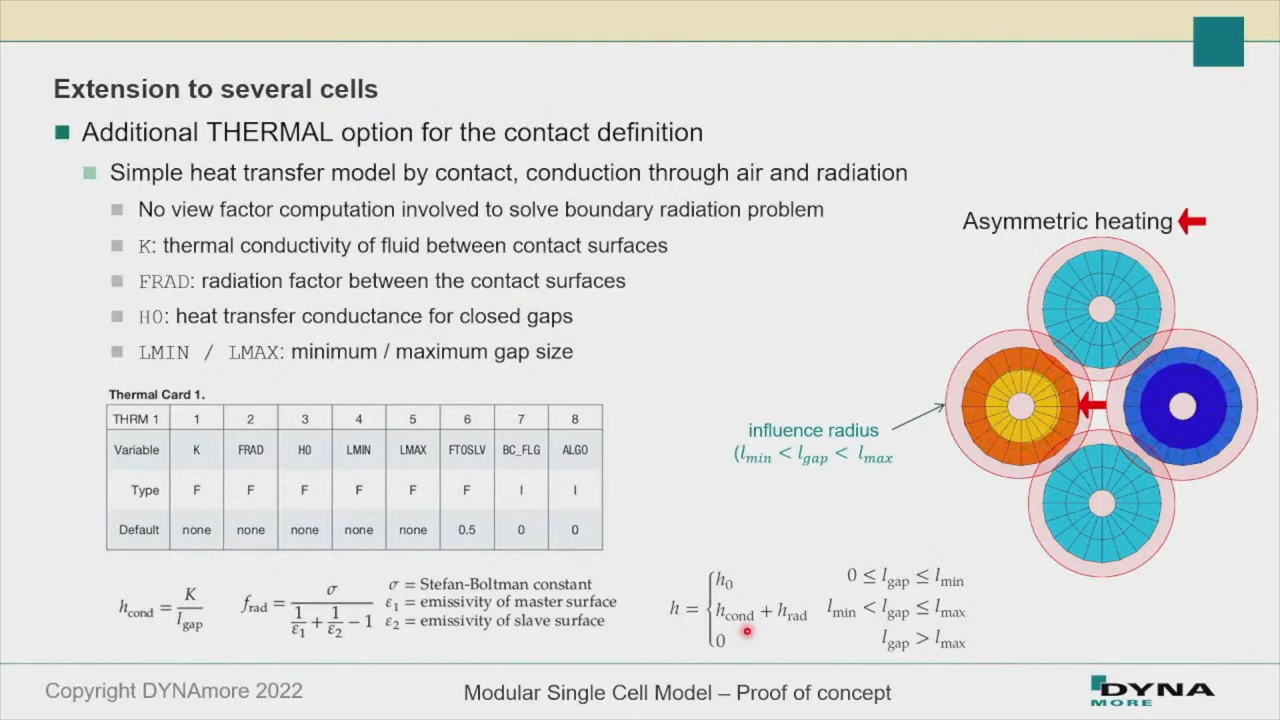 Extension to several cells
Additional THERMAL option for the contact definition
Simple heat transfer model by contact, conduction through air and radiation
No view factor computation involved to solve boundary radiation problem
K: thermal conductivity of fluid between contact surfaces
FRAD: radiation factor between the contact surfaces
H0: heat transfer conductance for closed gaps
LMIN / LMAX: minimum / maximum gap size
Asymmetric heating
influence radius
(l_min < l_gap < l_max
Thermal Card 1.
THRM 1 1 2 3 4 5 6 7 8
Variable K FRAD H0 LMIN LMAX FTOSLV BC_FLG ALGO
Type F F F F F F I I
Default none none none none none 0.5 0 0
h_cond = K / l_gap
f_rad = σ / (1/ε₁ + 1/ε₂ − 1)
σ = Stefan-Boltman constant
ε₁ = emissivity of master surface
ε₂ = emissivity of slave surface
h = { h₀ 0 ≤ l_gap ≤ l_min
h_cond + h_rad l_min < l_gap ≤ l_max
0 l_gap > l_max
Copyright DYNAmore 2022
Modular Single Cell Model – Proof of concept
DYNA
MORE